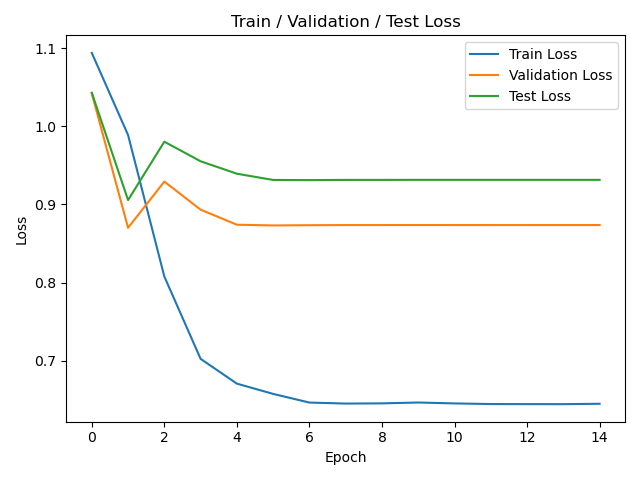 Train / Validation / Test Loss
1.1
1.0
0.9
0.8
0.7
Loss
Train Loss
Validation Loss
Test Loss
0 2 4 6 8 10 12 14
Epoch